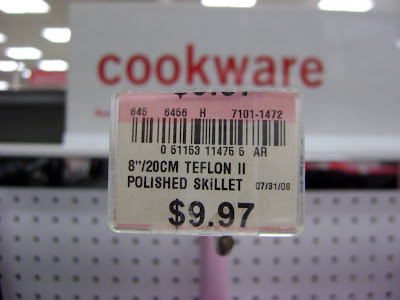 cookware
645 6456 H 7101-1472
0 51153 11475 5 AR
8"/20CM TEFLON II
POLISHED SKiLLET 07/31/08
$9.97